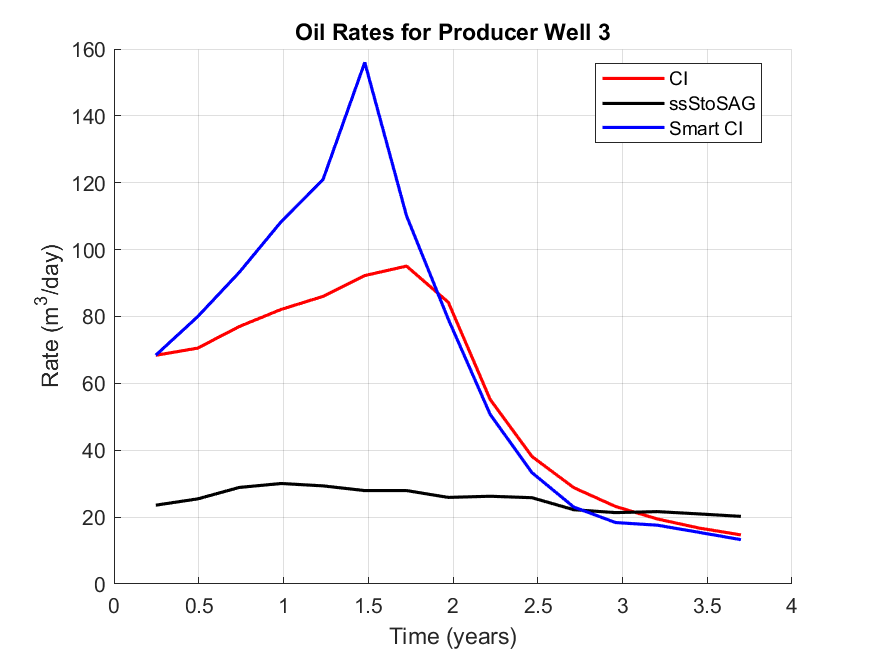 Oil Rates for Producer Well 3
160
140
120
100
80
60
40
20
0
Rate (m³/day)
CI
ssStoSAG
Smart CI
0 0.5 1 1.5 2 2.5 3 3.5 4
Time (years)